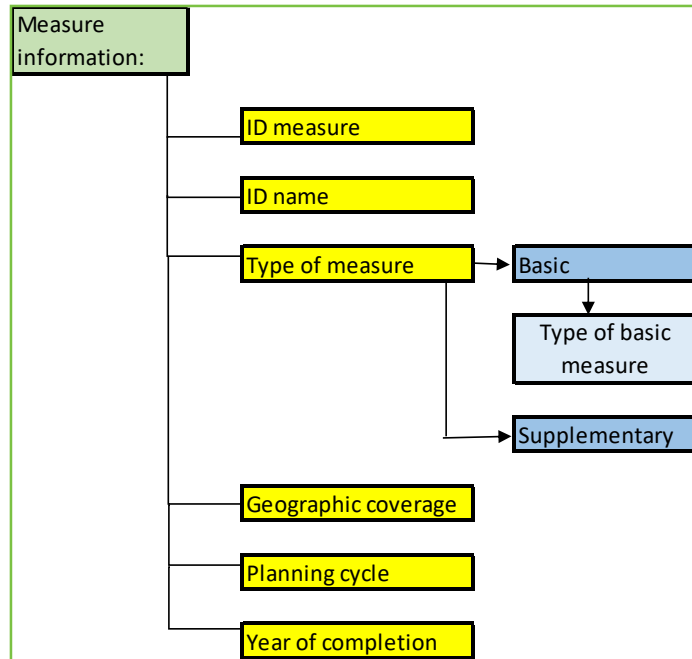 Measure
information:
ID measure
ID name
Type of measure
Basic
Type of basic
measure
Supplementary
Geographic coverage
Planning cycle
Year of completion